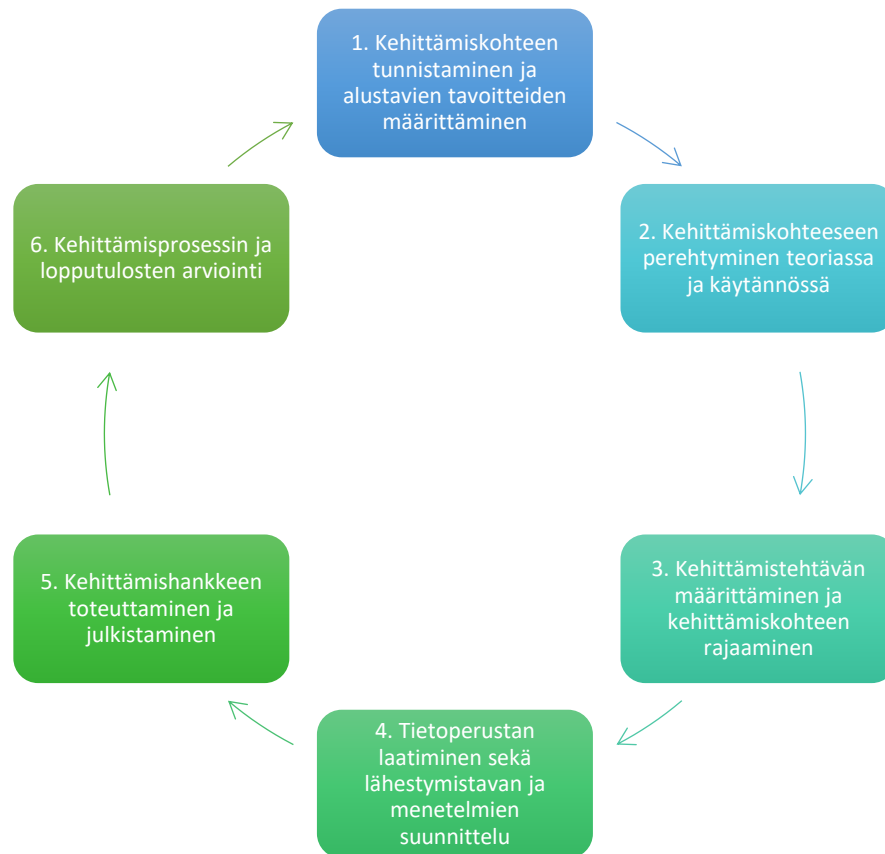 1. Kehittämiskohteen
tunnistaminen ja
alustavien tavoitteiden
määrittäminen
2. Kehittämiskohteeseen
perehtyminen teoriassa
ja käytännössä
3. Kehittämistehtävän
määrittäminen ja
kehittämiskohteen
rajaaminen
4. Tietoperustan
laatiminen sekä
lähestymistavan ja
menetelmien
suunnittelu
5. Kehittämishankkeen
toteuttaminen ja
julkistaminen
6. Kehittämisprosessin ja
lopputulosten arviointi